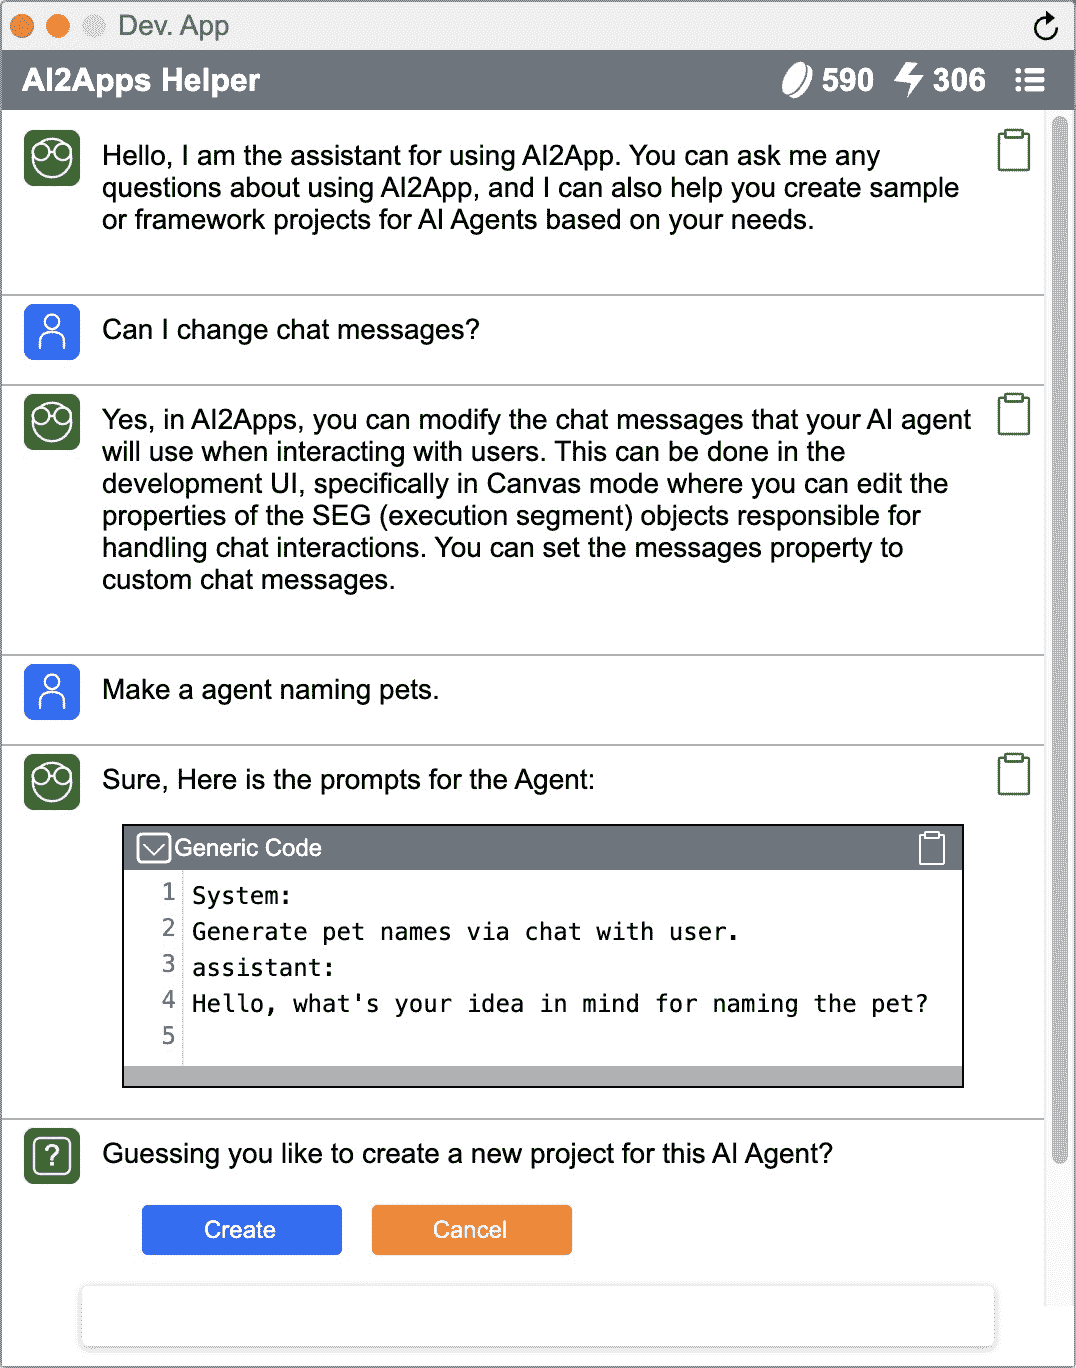 Dev. App
AI2Apps Helper
590
306
Hello, I am the assistant for using AI2App. You can ask me any
questions about using AI2App, and I can also help you create sample
or framework projects for AI Agents based on your needs.
Can I change chat messages?
Yes, in AI2Apps, you can modify the chat messages that your AI agent
will use when interacting with users. This can be done in the
development UI, specifically in Canvas mode where you can edit the
properties of the SEG (execution segment) objects responsible for
handling chat interactions. You can set the messages property to
custom chat messages.
Make a agent naming pets.
Sure, Here is the prompts for the Agent:
Generic Code
1 System:
2 Generate pet names via chat with user.
3 assistant:
4 Hello, what's your idea in mind for naming the pet?
5
? Guessing you like to create a new project for this AI Agent?
Create
Cancel